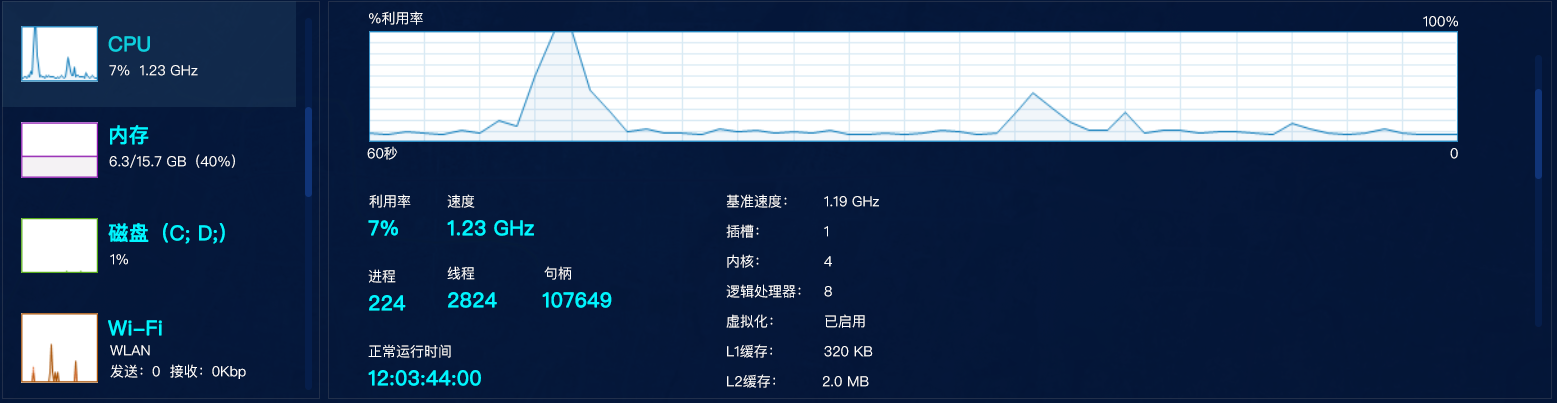 CPU
7% 1.23 GHz
内存
6.3/15.7 GB（40%）
磁盘（C; D;）
1%
Wi–Fi
WLAN
发送：0 接收：0Kbp
%利用率
100%
60秒
0
利用率
7%
速度
1.23 GHz
进程
224
线程
2824
句柄
107649
正常运行时间
12:03:44:00
基准速度： 1.19 GHz
插槽： 1
内核： 4
逻辑处理器： 8
虚拟化： 已启用
L1缓存： 320 KB
L2缓存： 2.0 MB